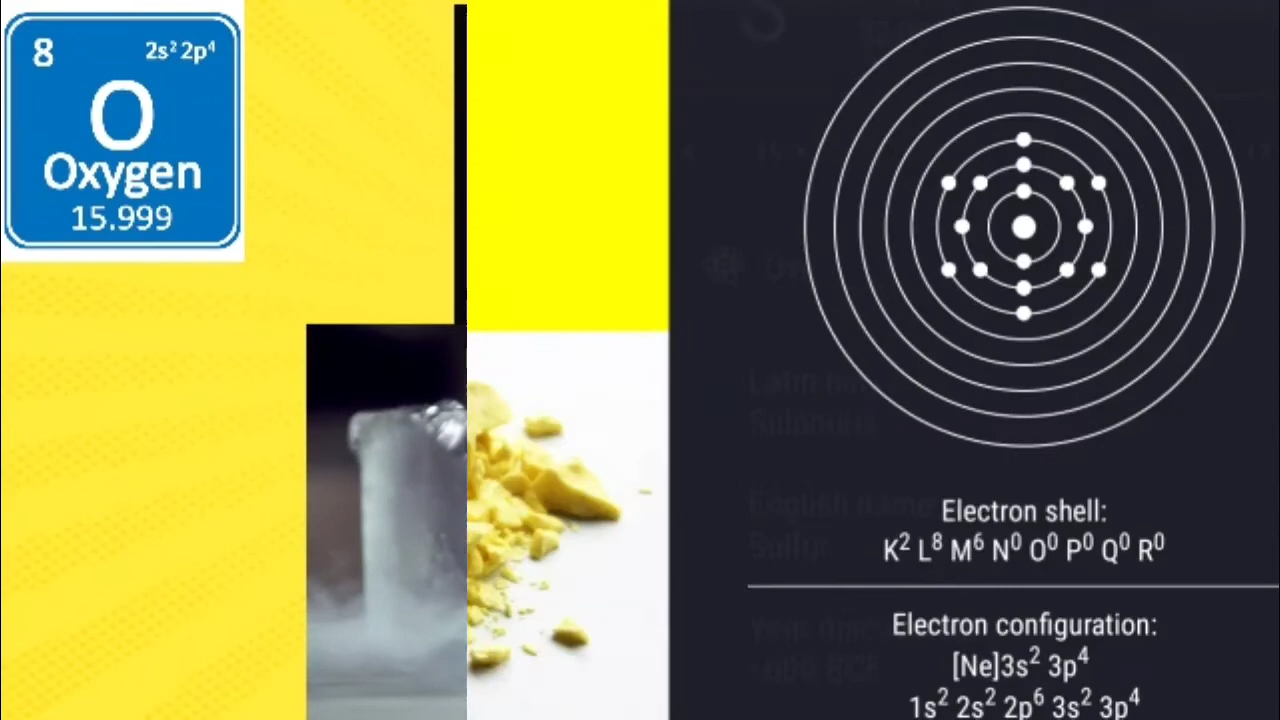 8 2s² 2p⁴
O
Oxygen
15.999
Electron shell:
K² L⁸ M⁶ N⁰ O⁰ P⁰ Q⁰ R⁰
Electron configuration:
[Ne]3s² 3p⁴
1s² 2s² 2p⁶ 3s² 3p⁴